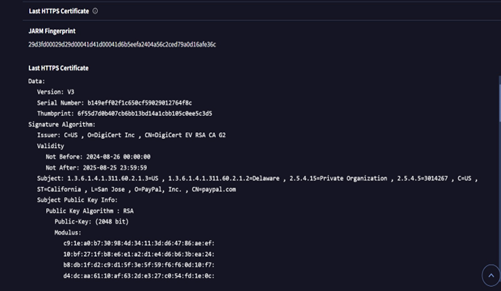 Last HTTPS Certificate
JARM Fingerprint
29d3fd00029d29d00041d41d00041d6b5eefa2404a56c2ced79a0d16afe36c
Last HTTPS Certificate
Data:
Version: V3
Serial Number: b149eff02f1c650cf59029012764f8c
Thumbprint: 6f55d7d0b407cb6bb13bd14a1cbb105c0ee5c3d5
Signature Algorithm:
Issuer: C=US , O=DigiCert Inc , CN=DigiCert EV RSA CA G2
Validity
Not Before: 2024-08-26 00:00:00
Not After: 2025-08-25 23:59:59
Subject: 1.3.6.1.4.1.311.60.2.1.3=US , 1.3.6.1.4.1.311.60.2.1.2=Delaware , 2.5.4.15=Private Organization , 2.5.4.5=3014267 , C=US ,
ST=California , L=San Jose , O=PayPal, Inc. , CN=paypal.com
Subject Public Key Info:
Public Key Algorithm : RSA
Public-Key: (2048 bit)
Modulus:
c9:1e:a0:b7:30:98:4d:34:11:3d:d6:47:86:ae:ef:
10:bf:27:1f:b8:e6:e1:a2:d1:e4:d6:b6:3b:ea:24:
b8:db:1f:d2:c9:d1:5f:3e:5f:59:f6:f6:0d:10:f7:
d4:dc:aa:61:10:af:63:2d:e3:27:c0:54:fd:1e:0c: